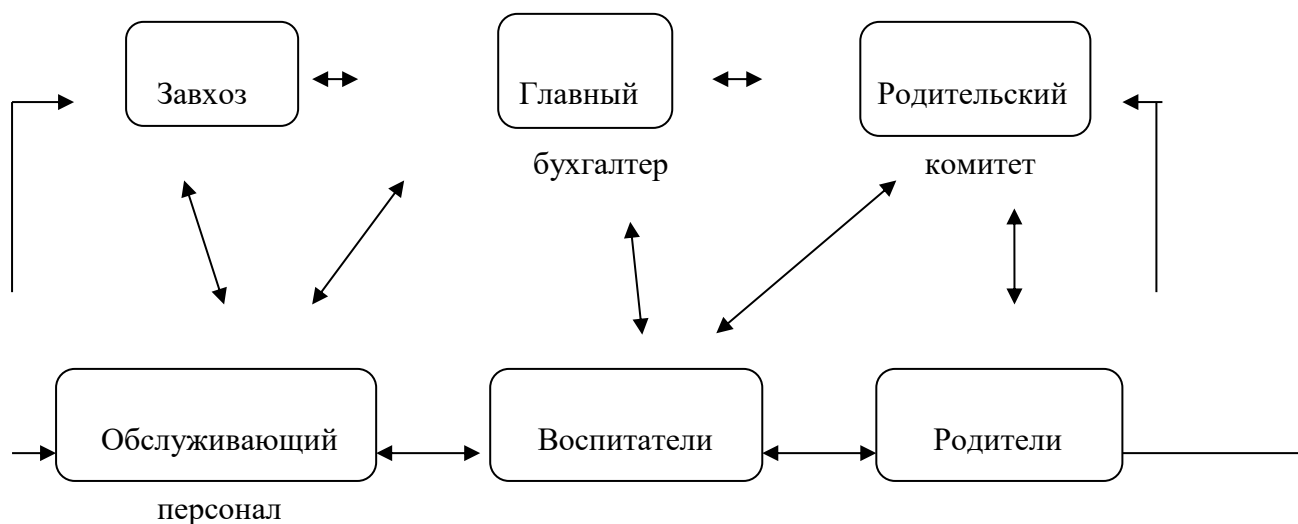 Завхоз
Главный
бухгалтер
Родительский
комитет
Обслуживающий
персонал
Воспитатели
Родители